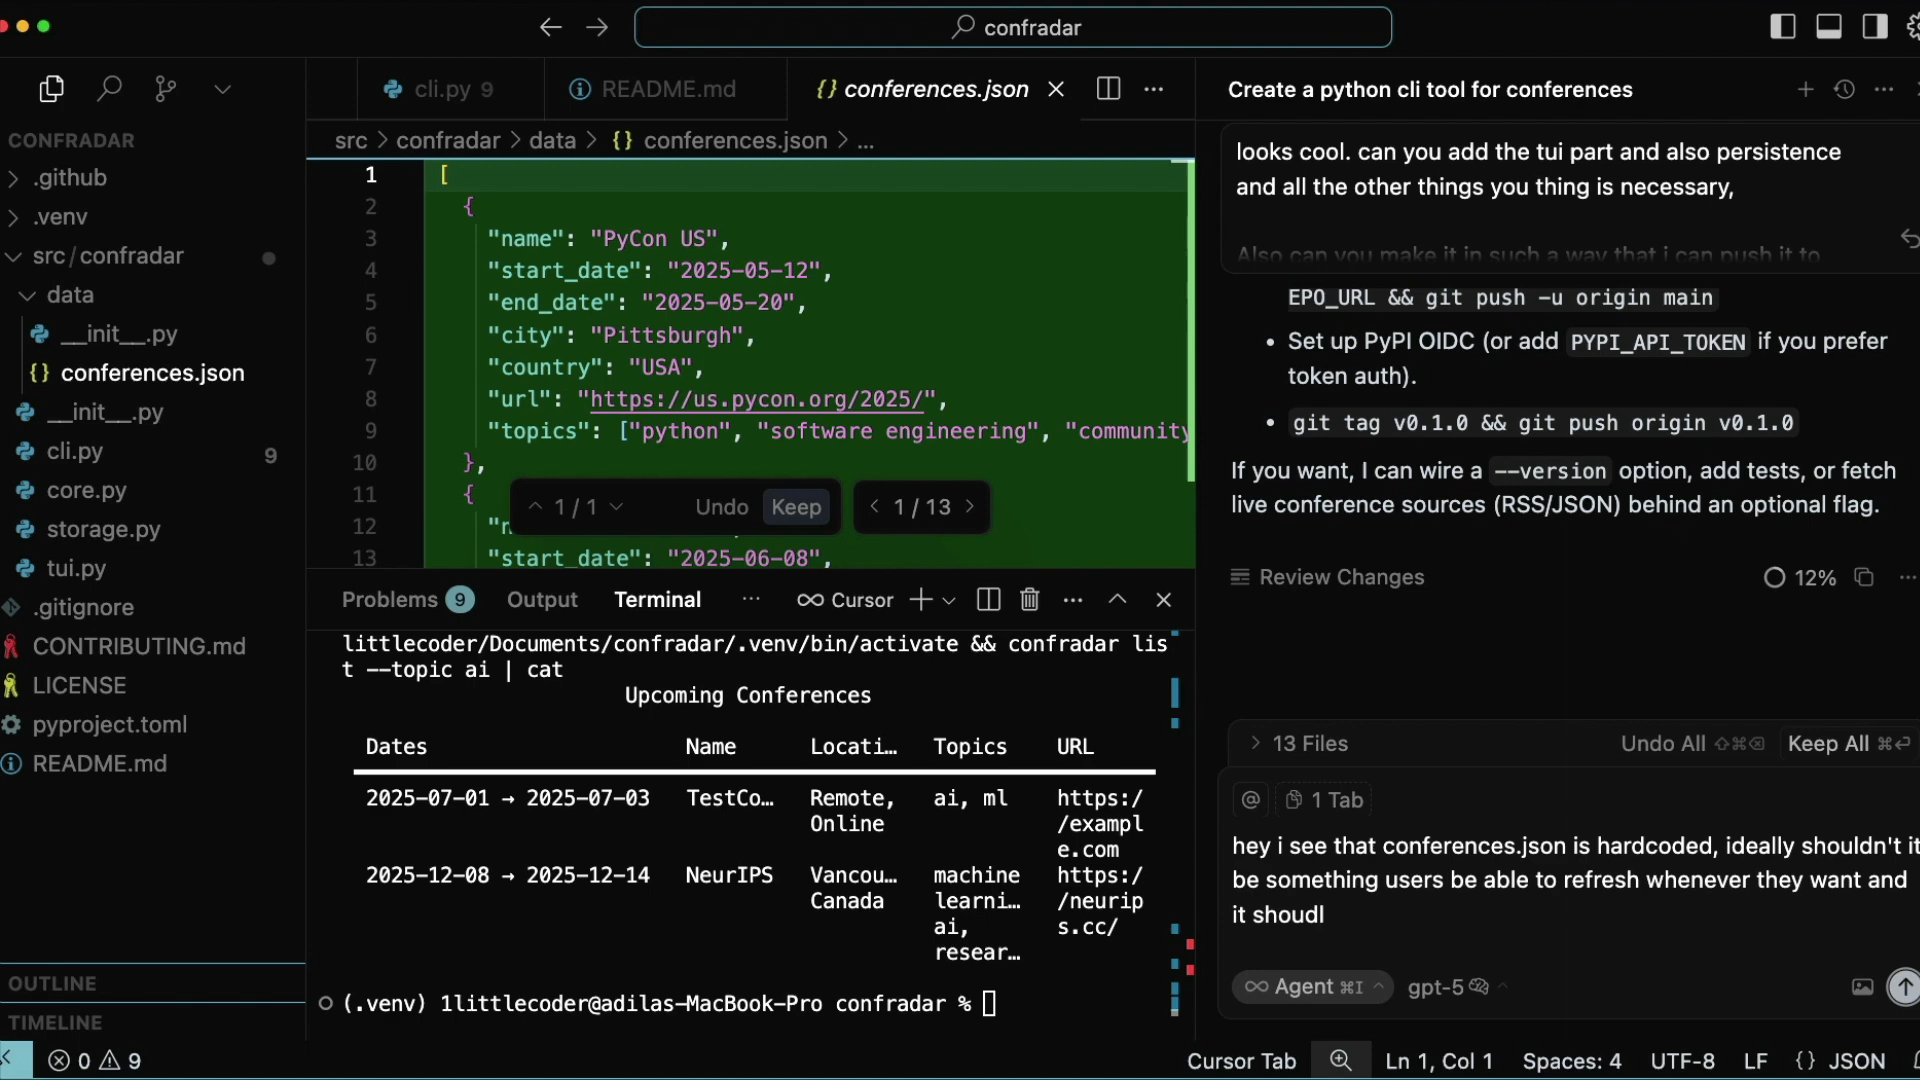 confradar
cli.py 9
README.md
{} conferences.json
Create a python cli tool for conferences
CONFRADAR
.github
.venv
src/confradar
data
__init__.py
{} conferences.json
__init__.py
cli.py 9
core.py
storage.py
tui.py
.gitignore
CONTRIBUTING.md
LICENSE
pyproject.toml
README.md
OUTLINE
TIMELINE
src > confradar > data > {} conferences.json > ...
1 [
2 {
3 "name": "PyCon US",
4 "start_date": "2025-05-12",
5 "end_date": "2025-05-20",
6 "city": "Pittsburgh",
7 "country": "USA",
8 "url": "https://us.pycon.org/2025/",
9 "topics": ["python", "software engineering", "community
10 },
11 {
12
13 "start_date": "2025-06-08",
1 / 1 Undo Keep
1 / 13
Problems 9 Output Terminal ... Cursor
littlecoder/Documents/confradar/.venv/bin/activate && confradar lis
t --topic ai | cat
Upcoming Conferences
Dates Name Locati… Topics URL
2025-07-01 → 2025-07-03 TestCo… Remote, ai, ml https:/
Online /exampl
e.com
2025-12-08 → 2025-12-14 NeurIPS Vancou… machine https:/
Canada learni… /neurip
ai, s.cc/
resear…
(.venv) 1littlecoder@adilas-MacBook-Pro confradar %
looks cool. can you add the tui part and also persistence
and all the other things you thing is necessary,
Also can you make it in such a way that i can push it to
EPO_URL && git push -u origin main
• Set up PyPI OIDC (or add PYPI_API_TOKEN if you prefer
token auth).
• git tag v0.1.0 && git push origin v0.1.0
If you want, I can wire a --version option, add tests, or fetch
live conference sources (RSS/JSON) behind an optional flag.
Review Changes 12%
13 Files Undo All ⇧⌘⌫ Keep All ⌘⏎
@ 1 Tab
hey i see that conferences.json is hardcoded, ideally shouldn't it
be something users be able to refresh whenever they want and
it shoudl
∞ Agent ⌘I gpt-5
0 9
Cursor Tab Ln 1, Col 1 Spaces: 4 UTF-8 LF {} JSON